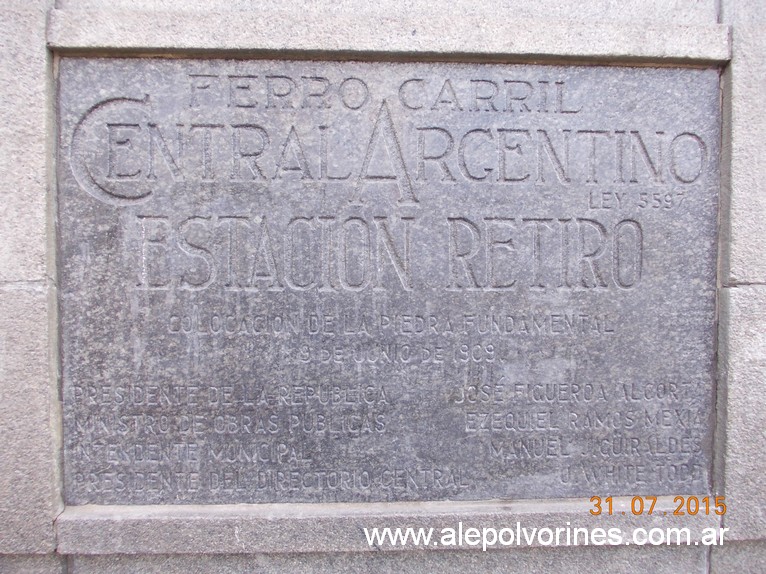 FERRO CARRIL
CENTRAL ARGENTINO
LEY 5597
ESTACION RETIRO
COLOCACION DE LA PIEDRA FUNDAMENTAL
9 DE JUNIO DE 1909
PRESIDENTE DE LA REPUBLICA JOSE FIGUEROA ALCORTA
MINISTRO DE OBRAS PUBLICAS EZEQUIEL RAMOS MEXIA
INTENDENTE MUNICIPAL MANUEL J. GUIRALDES
PRESIDENTE DEL DIRECTORIO CENTRAL J. WHITE TODD
31.07.2015
www.alepolvorines.com.ar